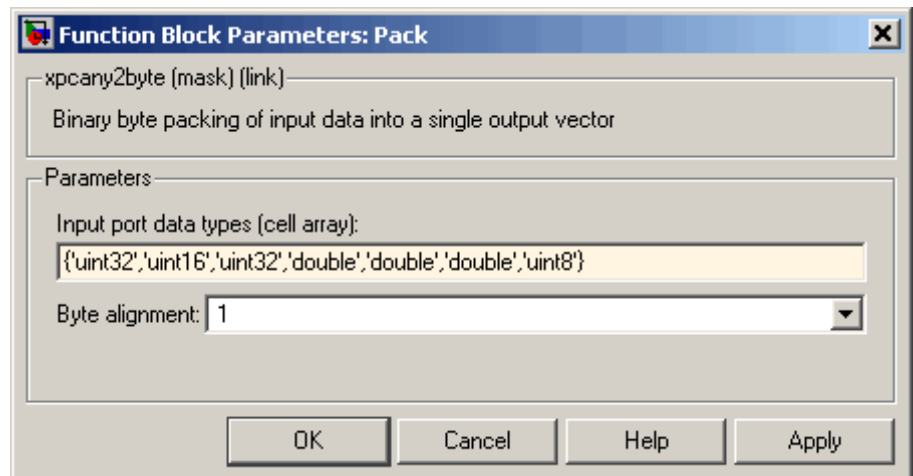 Function Block Parameters: Pack
xpcany2byte (mask) (link)
Binary byte packing of input data into a single output vector
Parameters
Input port data types (cell array):
{'uint32','uint16','uint32','double','double','double','uint8'}
Byte alignment: 1
OK Cancel Help Apply